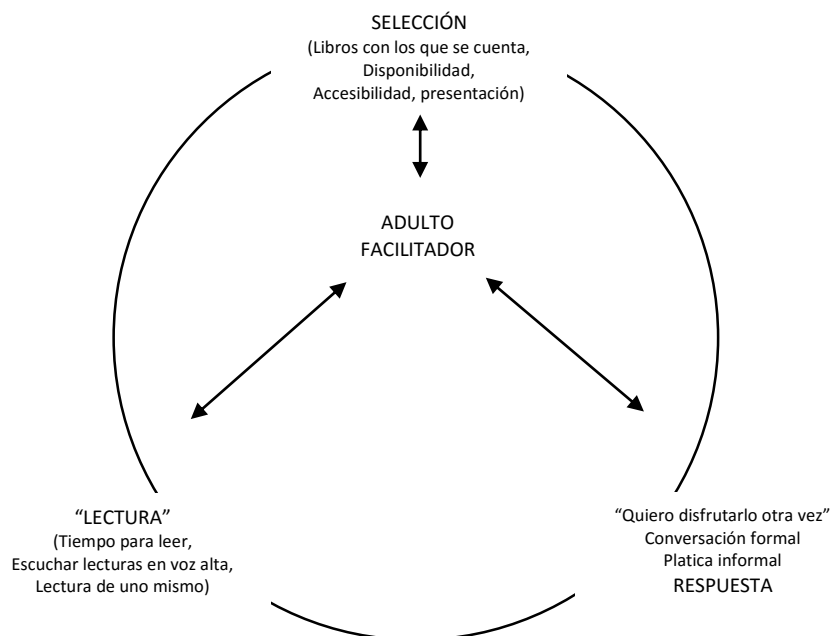 SELECCIÓN
(Libros con los que se cuenta,
Disponibilidad,
Accesibilidad, presentación)
ADULTO
FACILITADOR
“LECTURA”
(Tiempo para leer,
Escuchar lecturas en voz alta,
Lectura de uno mismo)
“Quiero disfrutarlo otra vez”
Conversación formal
Platica informal
RESPUESTA